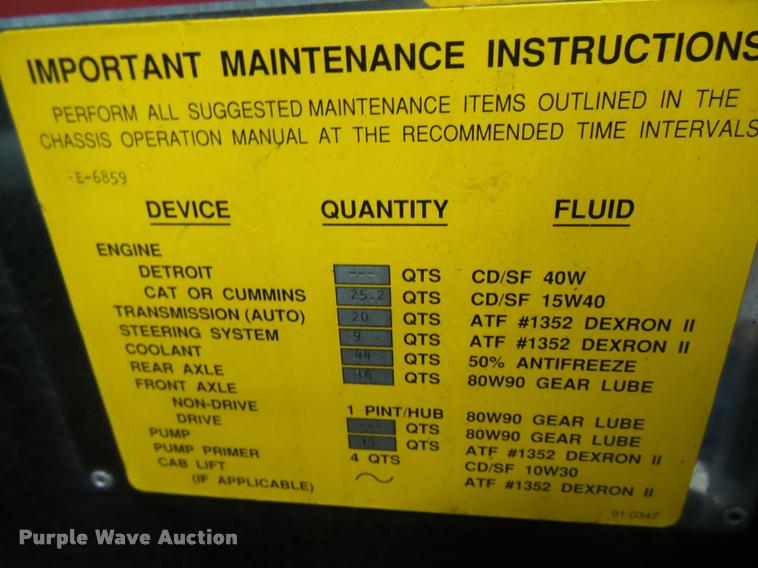 IMPORTANT MAINTENANCE INSTRUCTIONS
PERFORM ALL SUGGESTED MAINTENANCE ITEMS OUTLINED IN THE
CHASSIS OPERATION MANUAL AT THE RECOMMENDED TIME INTERVALS
EE-6859
DEVICE QUANTITY FLUID
ENGINE
DETROIT --- QTS CD/SF 40W
CAT OR CUMMINS 25.2 QTS CD/SF 15W40
TRANSMISSION (AUTO) 20 QTS ATF #1352 DEXRON II
STEERING SYSTEM 9 QTS ATF #1352 DEXRON II
COOLANT 44 QTS 50% ANTIFREEZE
REAR AXLE 16 QTS 80W90 GEAR LUBE
FRONT AXLE
NON-DRIVE 1 PINT/HUB 80W90 GEAR LUBE
DRIVE --- QTS 80W90 GEAR LUBE
PUMP QTS ATF #1352 DEXRON II
PUMP PRIMER 4 QTS CD/SF 10W30
CAB LIFT ~ ATF #1352 DEXRON II
(IF APPLICABLE)
91-0347
Purple Wave Auction